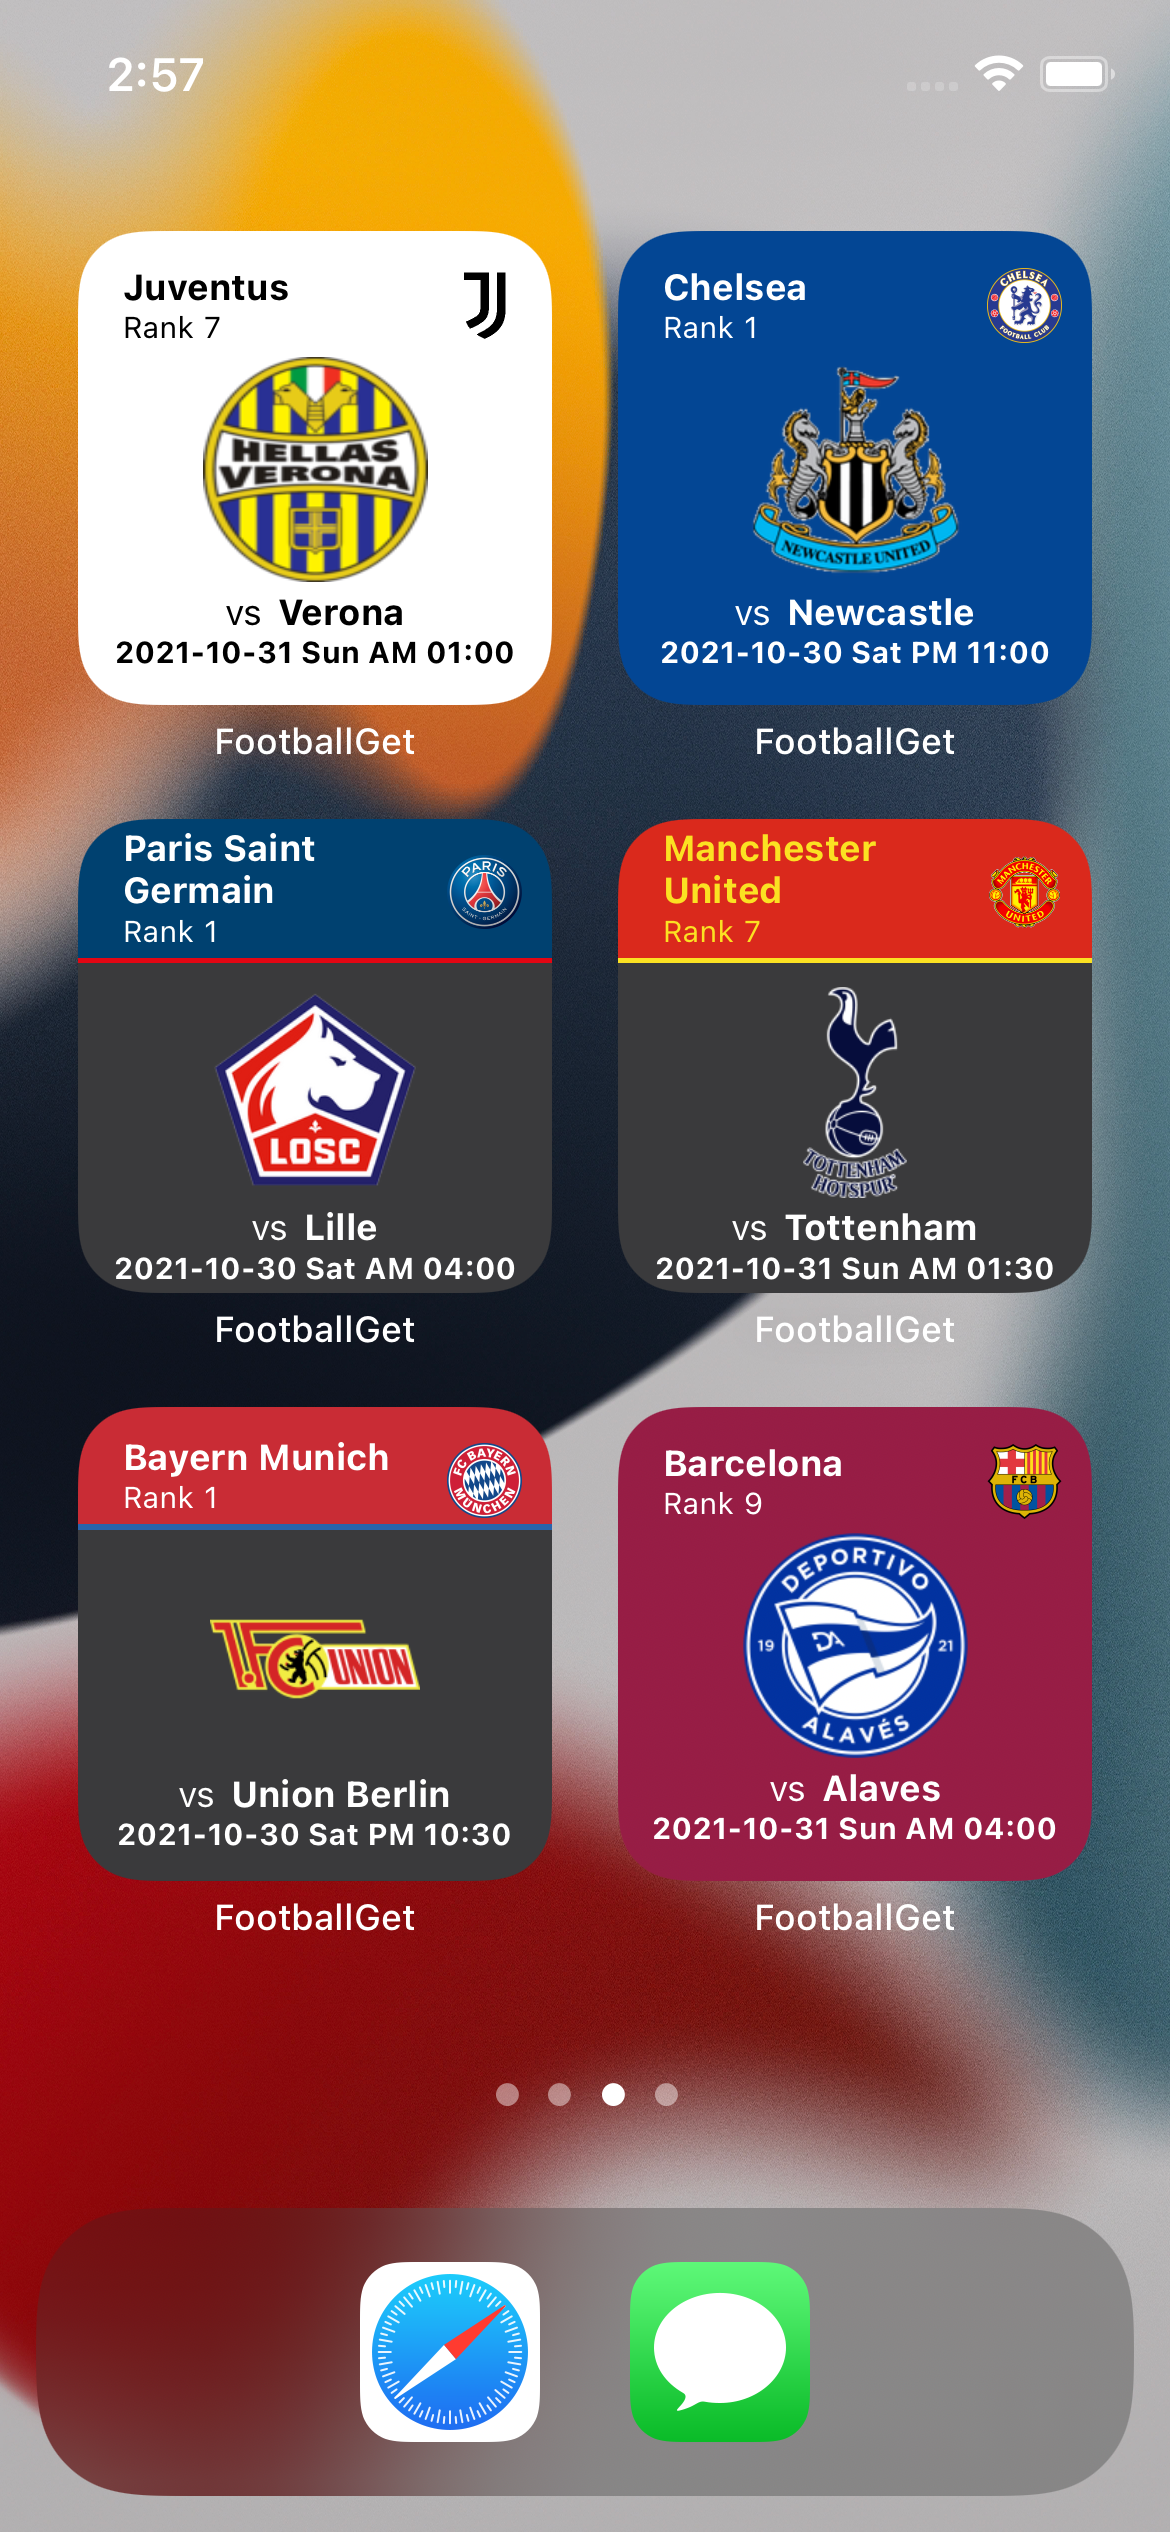 2:57
Juventus
Rank 7
HELLAS
VERONA
vs Verona
2021-10-31 Sun AM 01:00
FootballGet
Chelsea
Rank 1
CHELSEA
FOOTBALL CLUB
NEWCASTLE UNITED
vs Newcastle
2021-10-30 Sat PM 11:00
FootballGet
Paris Saint
Germain
Rank 1
PARIS
SAINT-GERMAIN
LOSC
vs Lille
2021-10-30 Sat AM 04:00
FootballGet
Manchester
United
Rank 7
MANCHESTER
UNITED
TOTTENHAM
HOTSPUR
vs Tottenham
2021-10-31 Sun AM 01:30
FootballGet
Bayern Munich
Rank 1
FC BAYERN
MÜNCHEN
1.FC UNION
vs Union Berlin
2021-10-30 Sat PM 10:30
FootballGet
Barcelona
Rank 9
FCB
DEPORTIVO
19 DA 21
ALAVÉS
vs Alaves
2021-10-31 Sun AM 04:00
FootballGet